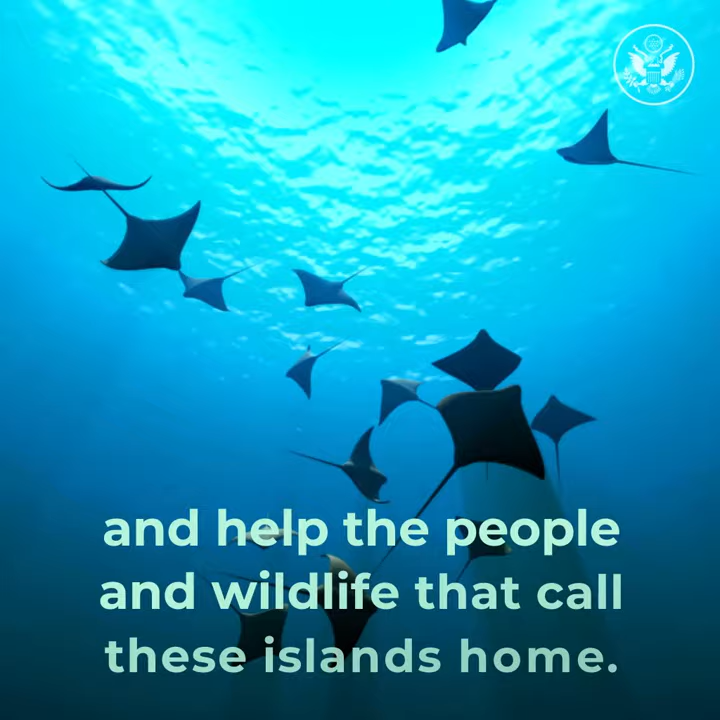 and help the people
and wildlife that call
these islands home.